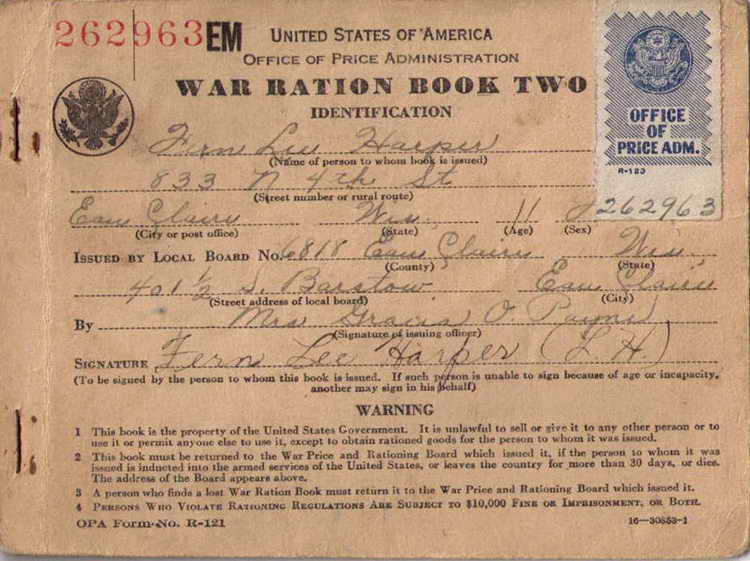 262963 EM
UNITED STATES OF AMERICA
OFFICE OF PRICE ADMINISTRATION
WAR RATION BOOK TWO
IDENTIFICATION
OFFICE
OF
PRICE ADM.
R-123
262963
Fern Lee Harper
(Name of person to whom book is issued)
833 N 4th St
(Street number or rural route)
Eau Claire Wis. 11
(City or post office) (State) (Age) (Sex)
ISSUED BY LOCAL BOARD No. 6818 Eau Claire Wis.
(County) (State)
401 1/2 S. Barstow Eau Claire
(Street address of local board) (City)
By Mrs O. Payne
(Signature of issuing officer)
SIGNATURE Fern Lee Harper (L H)
(To be signed by the person to whom this book is issued. If such person is unable to sign because of age or incapacity,
another may sign in his behalf)
WARNING
1 This book is the property of the United States Government. It is unlawful to sell or give it to any other person or to
use it or permit anyone else to use it, except to obtain rationed goods for the person to whom it was issued.
2 This book must be returned to the War Price and Rationing Board which issued it, if the person to whom it was
issued is inducted into the armed services of the United States, or leaves the country for more than 30 days, or dies.
The address of the Board appears above.
3 A person who finds a lost War Ration Book must return it to the War Price and Rationing Board which issued it.
4 PERSONS WHO VIOLATE RATIONING REGULATIONS ARE SUBJECT TO $10,000 FINE OR IMPRISONMENT, OR BOTH.
OPA FORM No. R-121 16—30853-1